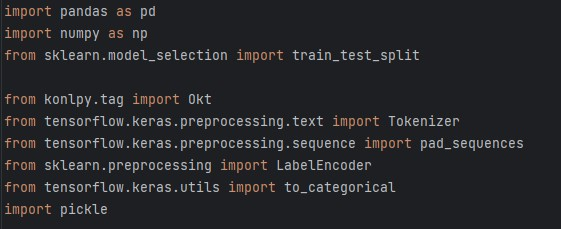 import pandas as pd
import numpy as np
from sklearn.model_selection import train_test_split
from konlpy.tag import Okt
from tensorflow.keras.preprocessing.text import Tokenizer
from tensorflow.keras.preprocessing.sequence import pad_sequences
from sklearn.preprocessing import LabelEncoder
from tensorflow.keras.utils import to_categorical
import pickle